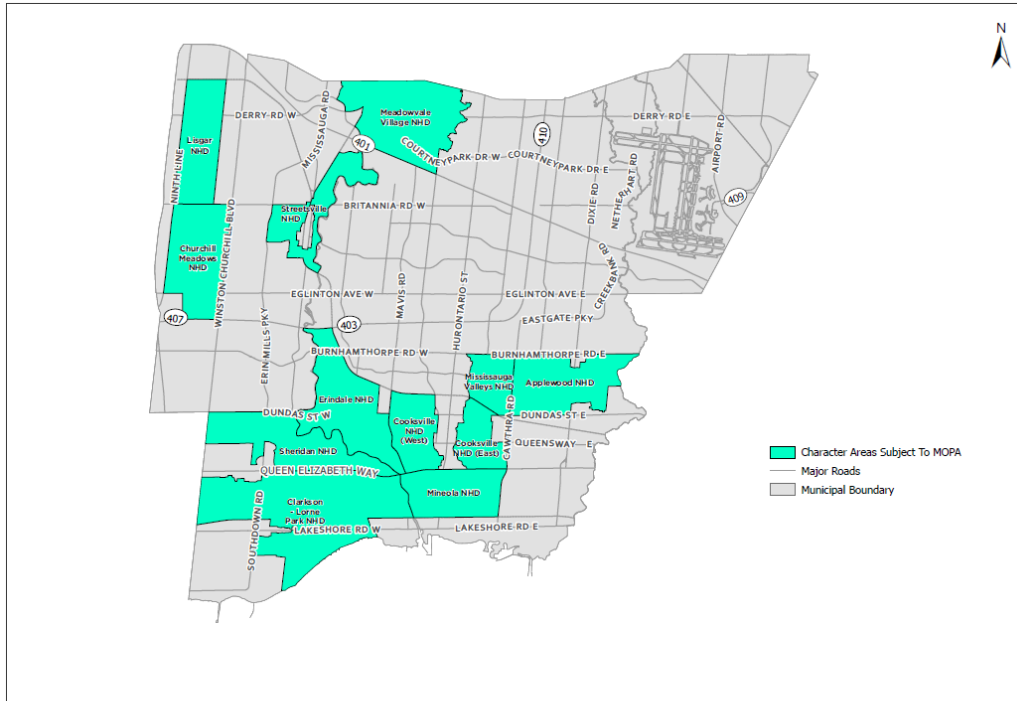 N
MISSISSAUGA RD
Meadowvale
Village NHD
DERRY RD W
410
DERRY RD E
AIRPORT RD
Lisgar
NHD
401
COURTNEYPARK DR W
COURTNEYPARK DR E
NINTH LINE
DIXIE RD
409
Streetsville
NHD
BRITANNIA RD W
WINSTON CHURCHILL BLVD
Churchill
Meadows
NHD
CREEKBANK RD
MAVIS RD
HURONTARIO ST
EGLINTON AVE W
EGLINTON AVE E
407
ERIN MILLS PKY
403
EASTGATE PKY
BURNHAMTHORPE RD W
BURNHAMTHORPE RD E
Mississauga
Valleys NHD
Applewood NHD
Erindale NHD
CAWTHRA RD
DUNDAS ST W
DUNDAS ST E
Cooksville
NHD
(West)
Cooksville
NHD (East)
QUEENSWAY E
Sheridan NHD
QUEEN ELIZABETH WAY
Mineola NHD
Clarkson
- Lorne
Park NHD
SOUTHDOWN RD
LAKESHORE RD W
LAKESHORE RD E
Character Areas Subject To MOPA
Major Roads
Municipal Boundary